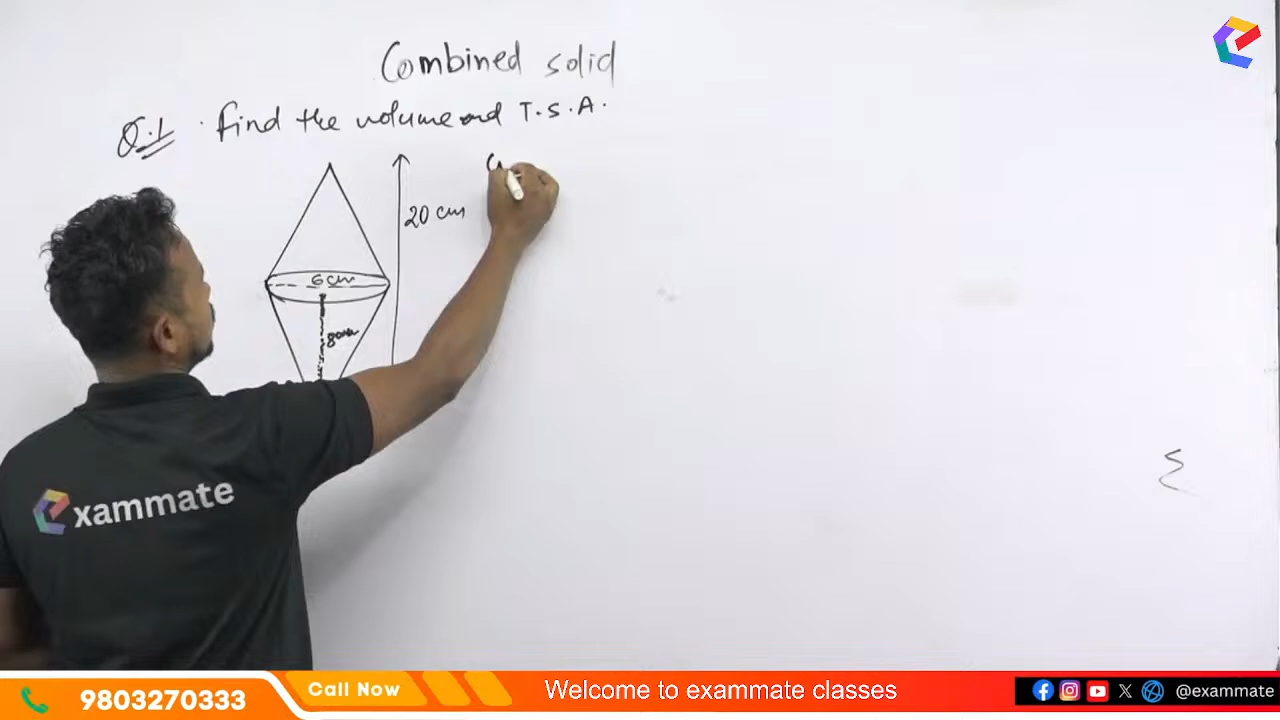 Combined solid
Q.1 . Find the volume and T.S.A.
20 cm
6 cm
8 cm
xammate
9803270333
Call Now
Welcome to exammate classes
@exammate